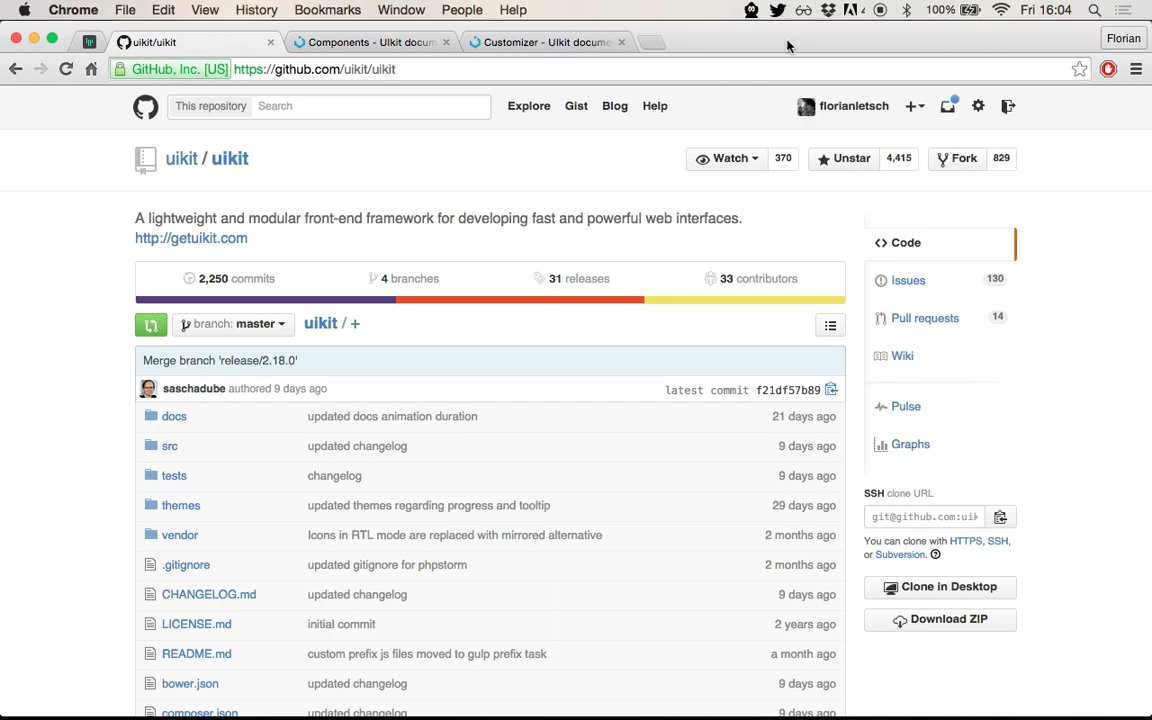 Chrome File Edit View History Bookmarks Window People Help 4 100% Fri 16:04
uikit/uikit × Components - UIkit docum × Customizer - UIkit docume × Florian
GitHub, Inc. [US] https://github.com/uikit/uikit
This repository Search Explore Gist Blog Help florianletsch
uikit / uikit Watch 370 Unstar 4,415 Fork 829
A lightweight and modular front-end framework for developing fast and powerful web interfaces.
http://getuikit.com
2,250 commits 4 branches 31 releases 33 contributors
branch: master uikit / +
Merge branch 'release/2.18.0'
saschadube authored 9 days ago latest commit f21df57b89
docs updated docs animation duration 21 days ago
src updated changelog 9 days ago
tests changelog 9 days ago
themes updated themes regarding progress and tooltip 29 days ago
vendor Icons in RTL mode are replaced with mirrored alternative 2 months ago
.gitignore updated gitignore for phpstorm 2 months ago
CHANGELOG.md updated changelog 9 days ago
LICENSE.md initial commit 2 years ago
README.md custom prefix js files moved to gulp prefix task a month ago
bower.json updated changelog 9 days ago
composer.json updated changelog 9 days ago
Code
Issues 130
Pull requests 14
Wiki
Pulse
Graphs
SSH clone URL
git@github.com:uik
You can clone with HTTPS, SSH,
or Subversion.
Clone in Desktop
Download ZIP